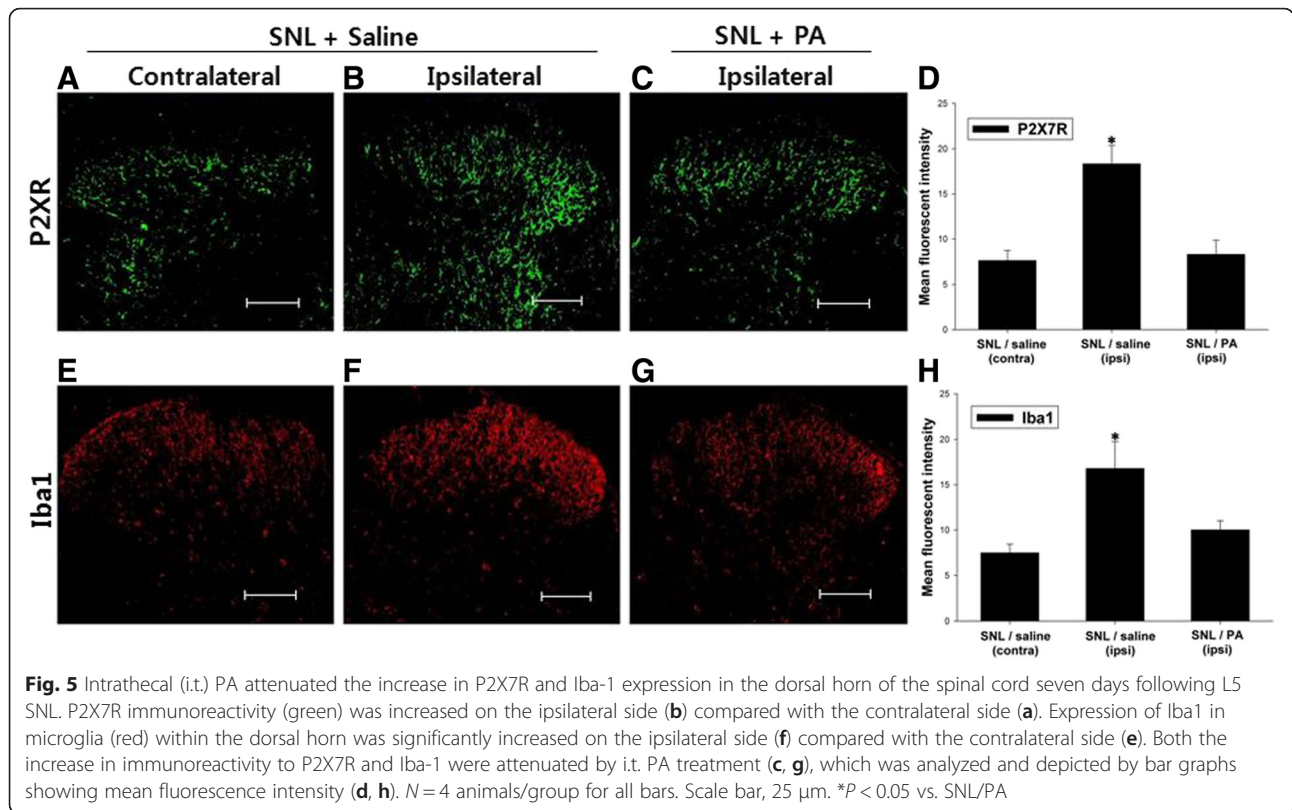 SNL + Saline
SNL + PA
A Contralateral
B Ipsilateral
C Ipsilateral
D
P2XR
Mean fluorescent intensity
25
20
15
10
5
0
P2X7R
*
SNL / saline (contra)
SNL / saline (ipsi)
SNL / PA (ipsi)
E
F
G
H
Iba1
Mean fluorescent intensity
25
20
15
10
5
0
Iba1
*
SNL / saline (contra)
SNL / saline (ipsi)
SNL / PA (ipsi)
Fig. 5 Intrathecal (i.t.) PA attenuated the increase in P2X7R and Iba-1 expression in the dorsal horn of the spinal cord seven days following L5
SNL. P2X7R immunoreactivity (green) was increased on the ipsilateral side (b) compared with the contralateral side (a). Expression of Iba1 in
microglia (red) within the dorsal horn was significantly increased on the ipsilateral side (f) compared with the contralateral side (e). Both the
increase in immunoreactivity to P2X7R and Iba-1 were attenuated by i.t. PA treatment (c, g), which was analyzed and depicted by bar graphs
showing mean fluorescence intensity (d, h). N = 4 animals/group for all bars. Scale bar, 25 μm. *P < 0.05 vs. SNL/PA